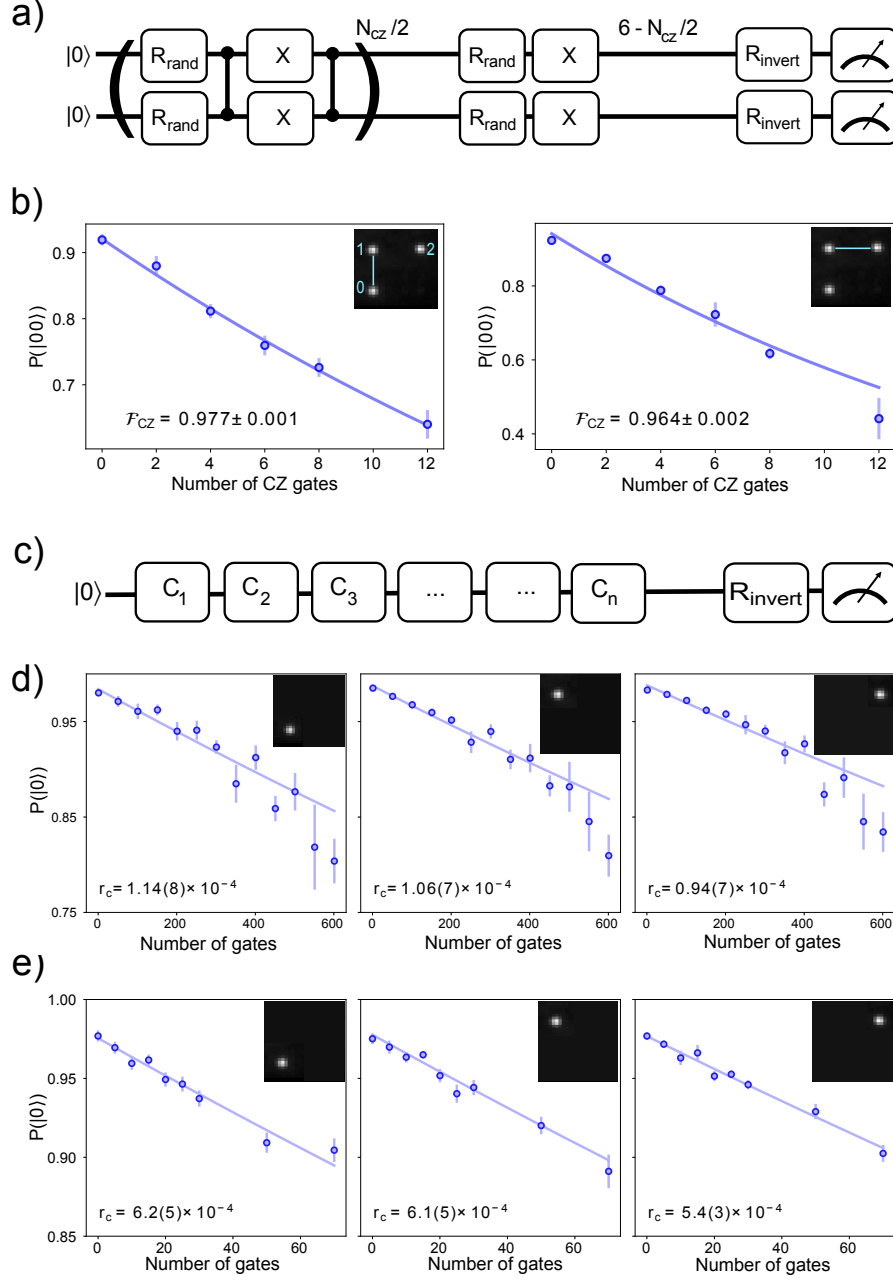 a)
N_cz/2 6 - N_cz/2
|0⟩ ( R_rand X ) R_rand X R_invert
|0⟩ R_rand X R_rand X R_invert
b)
0.9
0.8
0.7
P(|00⟩)
1 2
0
F_CZ = 0.977± 0.001
0 2 4 6 8 10 12
Number of CZ gates
0.8
0.6
0.4
P(|00⟩)
F_CZ = 0.964± 0.002
0 2 4 6 8 10 12
Number of CZ gates
c)
|0⟩ C_1 C_2 C_3 ... ... C_n R_invert
d)
0.95
0.85
0.75
P(|0⟩)
r_c = 1.14(8)× 10⁻⁴
0 200 400 600
Number of gates
r_c = 1.06(7)× 10⁻⁴
0 200 400 600
Number of gates
r_c = 0.94(7)× 10⁻⁴
0 200 400 600
Number of gates
e)
1.00
0.95
0.90
0.85
P(|0⟩)
r_c = 6.2(5)× 10⁻⁴
0 20 40 60
Number of gates
r_c = 6.1(5)× 10⁻⁴
0 20 40 60
Number of gates
r_c = 5.4(3)× 10⁻⁴
0 20 40 60
Number of gates